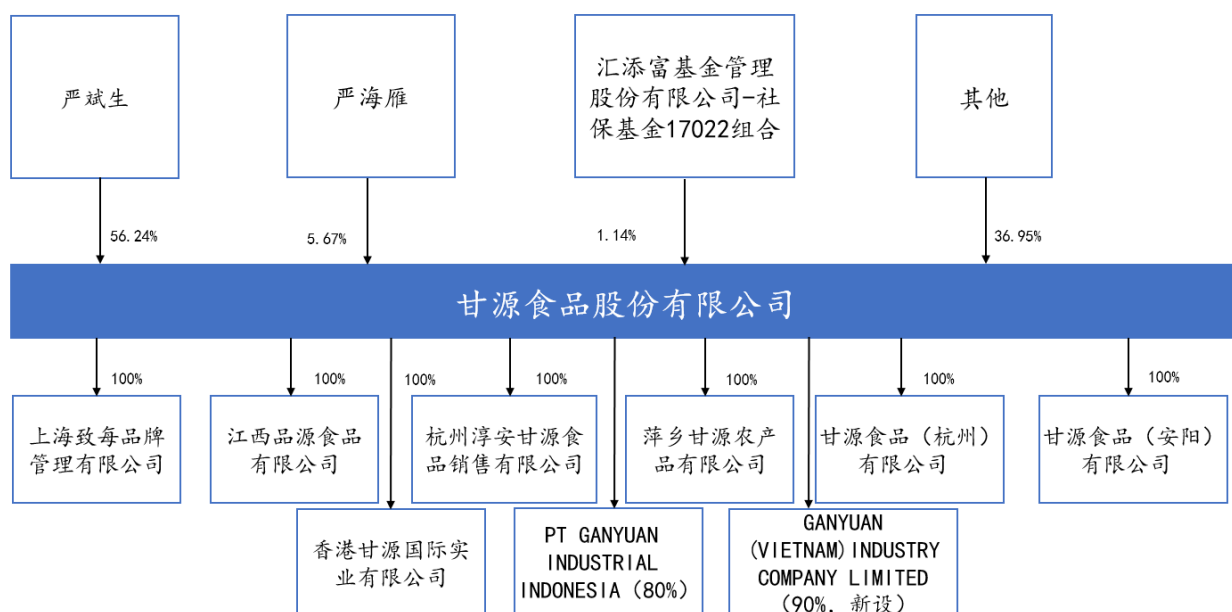 严斌生
严海雁
汇添富基金管理
股份有限公司-社
保基金17022组合
其他
56.24%
5.67%
1.14%
36.95%
甘源食品股份有限公司
100%
100%
100%
100%
100%
100%
100%
上海致每品牌
管理有限公司
江西品源食品
有限公司
杭州淳安甘源食
品销售有限公司
萍乡甘源农产
品有限公司
甘源食品（杭州）
有限公司
甘源食品（安阳）
有限公司
香港甘源国际实
业有限公司
PT GANYUAN
INDUSTRIAL
INDONESIA（80%）
GANYUAN
(VIETNAM)INDUSTRY
COMPANY LIMITED
（90%，新设）